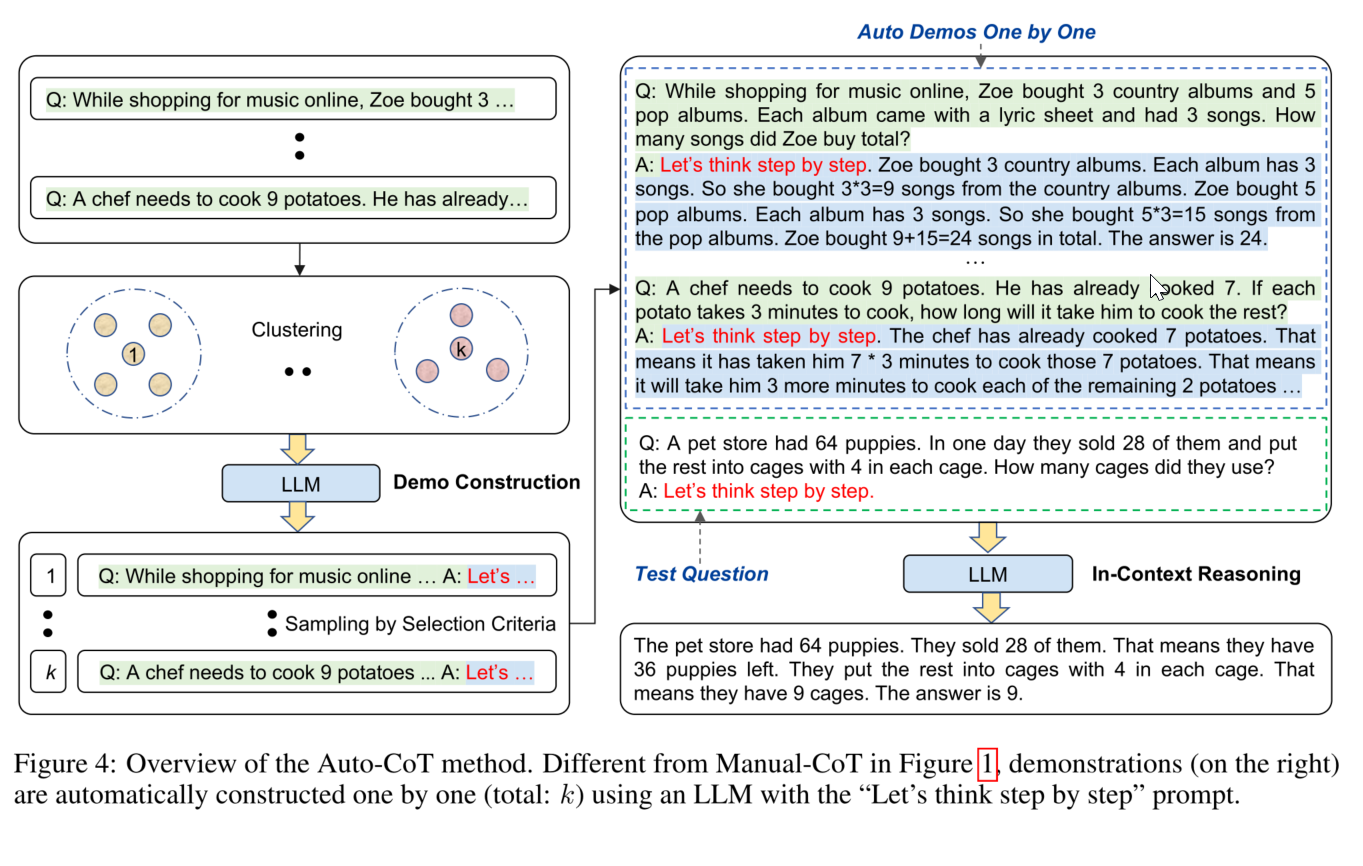 Auto Demos One by One
Q: While shopping for music online, Zoe bought 3 …
Q: A chef needs to cook 9 potatoes. He has already…
1
k
Clustering
LLM
Demo Construction
1
Q: While shopping for music online … A: Let’s …
Sampling by Selection Criteria
k
Q: A chef needs to cook 9 potatoes ... A: Let’s …
Q: While shopping for music online, Zoe bought 3 country albums and 5
pop albums. Each album came with a lyric sheet and had 3 songs. How
many songs did Zoe buy total?
A: Let’s think step by step. Zoe bought 3 country albums. Each album has 3
songs. So she bought 3*3=9 songs from the country albums. Zoe bought 5
pop albums. Each album has 3 songs. So she bought 5*3=15 songs from
the pop albums. Zoe bought 9+15=24 songs in total. The answer is 24.
…
Q: A chef needs to cook 9 potatoes. He has already cooked 7. If each
potato takes 3 minutes to cook, how long will it take him to cook the rest?
A: Let’s think step by step. The chef has already cooked 7 potatoes. That
means it has taken him 7 * 3 minutes to cook those 7 potatoes. That means
it will take him 3 more minutes to cook each of the remaining 2 potatoes …
Q: A pet store had 64 puppies. In one day they sold 28 of them and put
the rest into cages with 4 in each cage. How many cages did they use?
A: Let’s think step by step.
Test Question
LLM
In-Context Reasoning
The pet store had 64 puppies. They sold 28 of them. That means they have
36 puppies left. They put the rest into cages with 4 in each cage. That
means they have 9 cages. The answer is 9.
Figure 4: Overview of the Auto-CoT method. Different from Manual-CoT in Figure 1, demonstrations (on the right)
are automatically constructed one by one (total: k) using an LLM with the “Let’s think step by step” prompt.